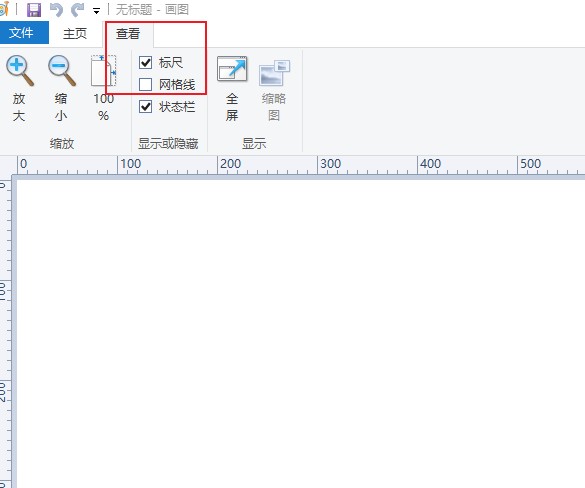 无标题 - 画图
文件 主页 查看
标尺
网格线
状态栏
放大
缩小
100%
全屏
缩略图
缩放 显示或隐藏 显示
0 100 200 300 400 500
0
100
200